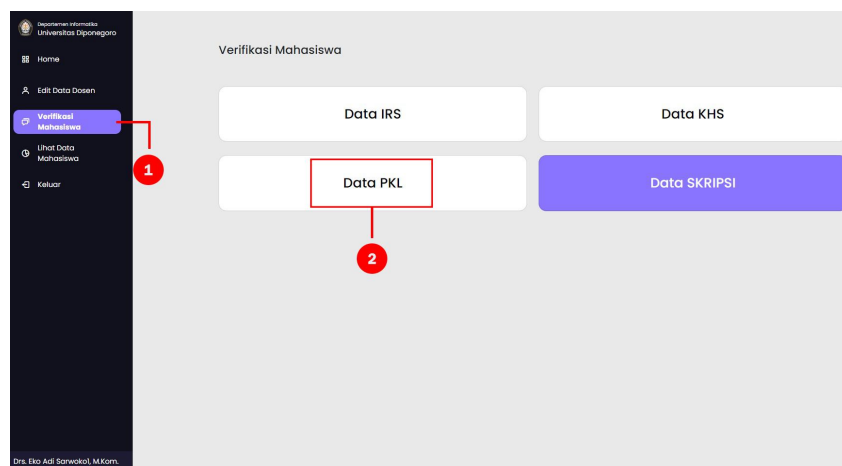 Departemen Informatika
Universitas Diponegoro
Home
Edit Data Dosen
Verifikasi
Mahasiswa
Lihat Data
Mahasiswa
Keluar
Drs. Eko Adi Sarwoko1, M.Kom.
Verifikasi Mahasiswa
Data IRS
Data KHS
Data PKL
Data SKRIPSI
1
2